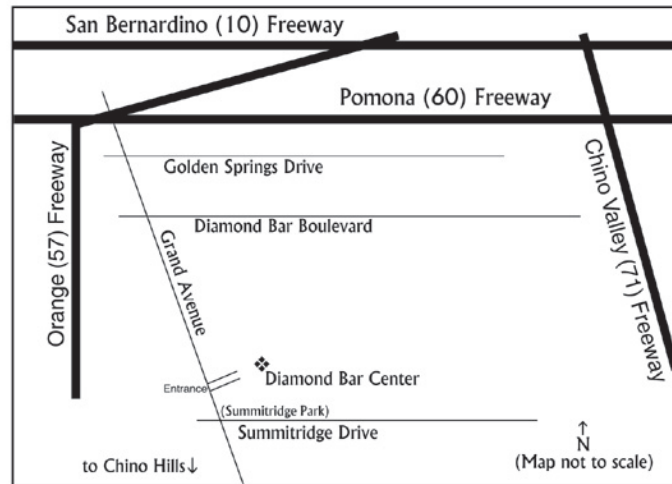 San Bernardino (10) Freeway
Pomona (60) Freeway
Golden Springs Drive
Diamond Bar Boulevard
Orange (57) Freeway
Grand Avenue
Chino Valley (71) Freeway
Diamond Bar Center
Entrance
(Summitridge Park)
Summitridge Drive
to Chino Hills↓
↑
N
(Map not to scale)